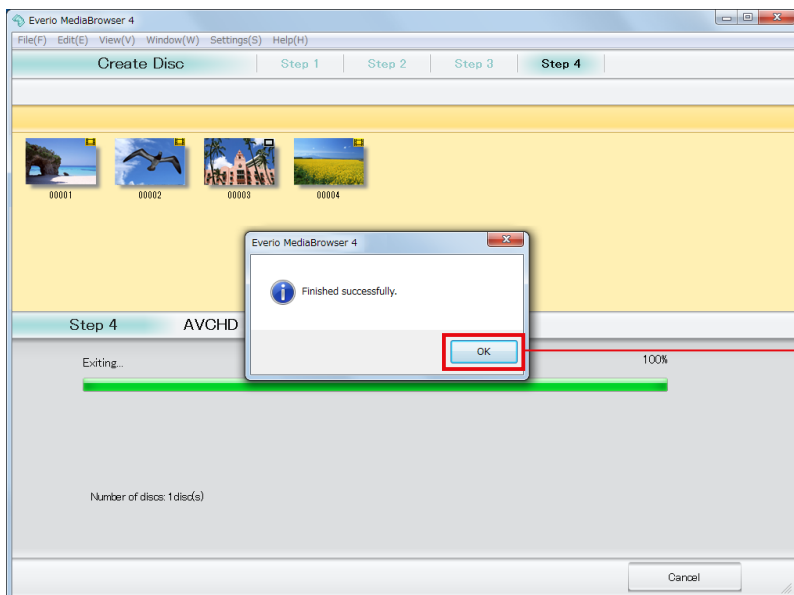 Everio MediaBrowser 4
File(F) Edit(E) View(V) Window(W) Settings(S) Help(H)
Create Disc Step 1 Step 2 Step 3 Step 4
00001 00002 00003 00004
Everio MediaBrowser 4
Finished successfully.
OK
Step 4 AVCHD
Exiting... 100%
Number of discs: 1disc(s)
Cancel